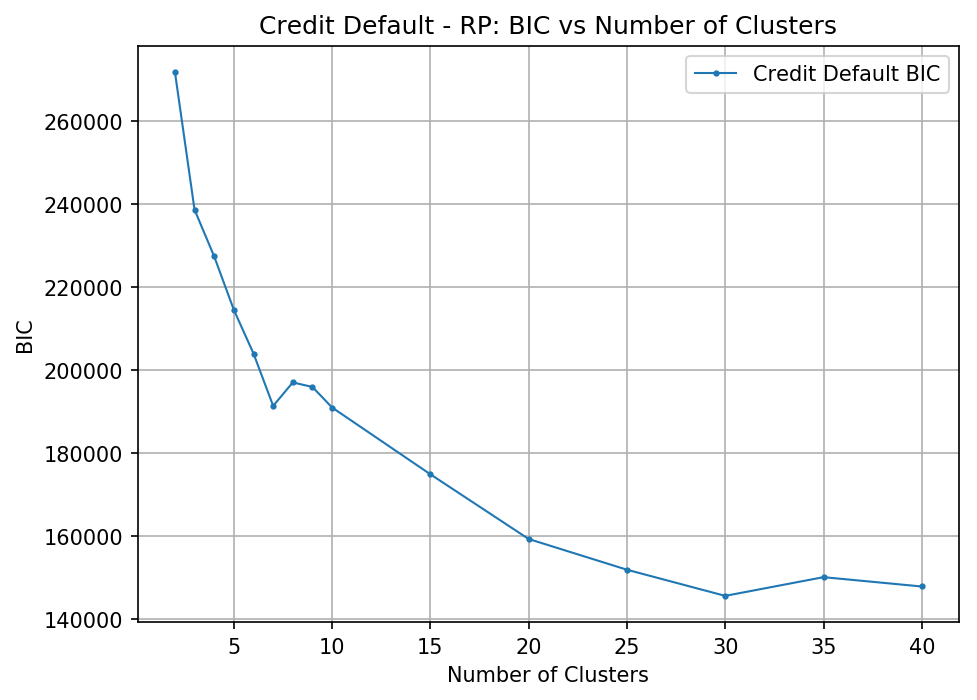 Credit Default - RP: BIC vs Number of Clusters
Credit Default BIC
BIC
260000
240000
220000
200000
180000
160000
140000
5 10 15 20 25 30 35 40
Number of Clusters